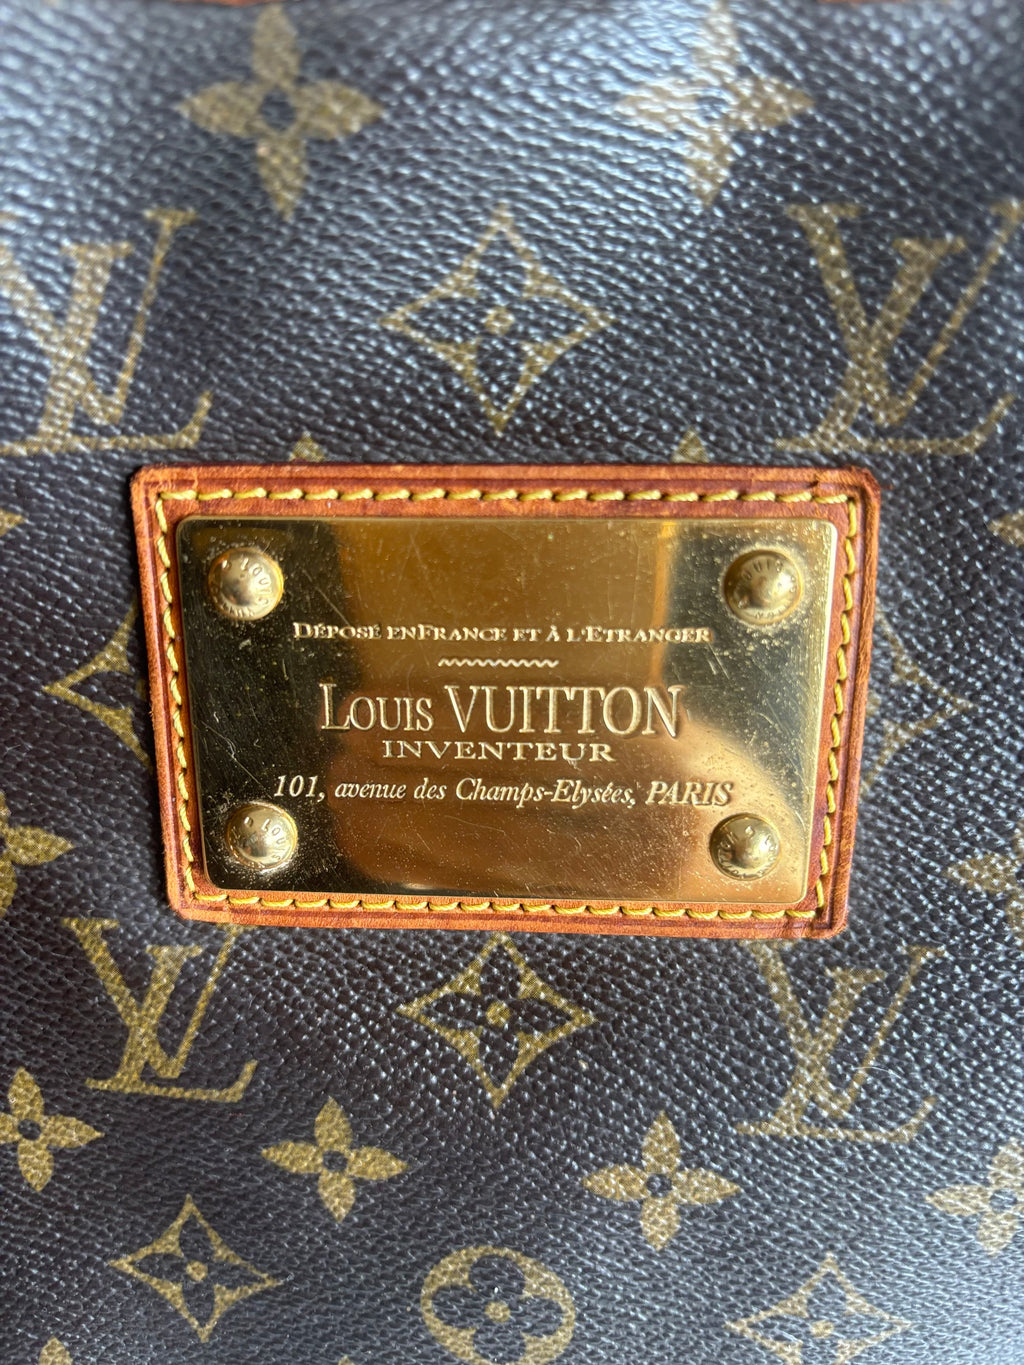 DÉPOSÉ ENFRANCE ET À L'ETRANGER
LOUIS VUITTON
INVENTEUR
101, avenue des Champs-Elysées, PARIS